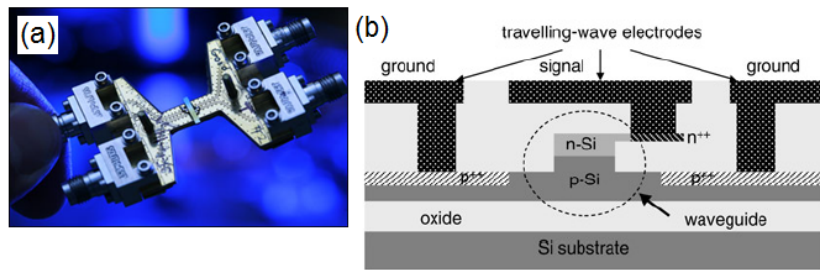 (a)
(b)
travelling-wave electrodes
ground
signal
ground
n++
n-Si
p-Si
p++
p++
oxide
waveguide
Si substrate